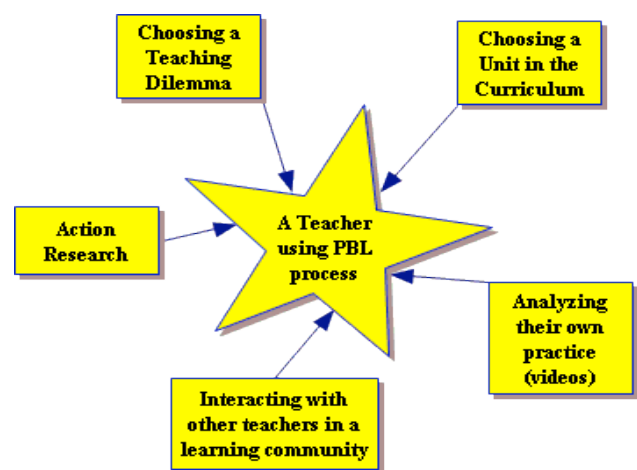 Choosing a
Teaching
Dilemma
Choosing a
Unit in the
Curriculum
A Teacher
using PBL
process
Action
Research
Analyzing
their own
practice
(videos)
Interacting with
other teachers in a
learning community